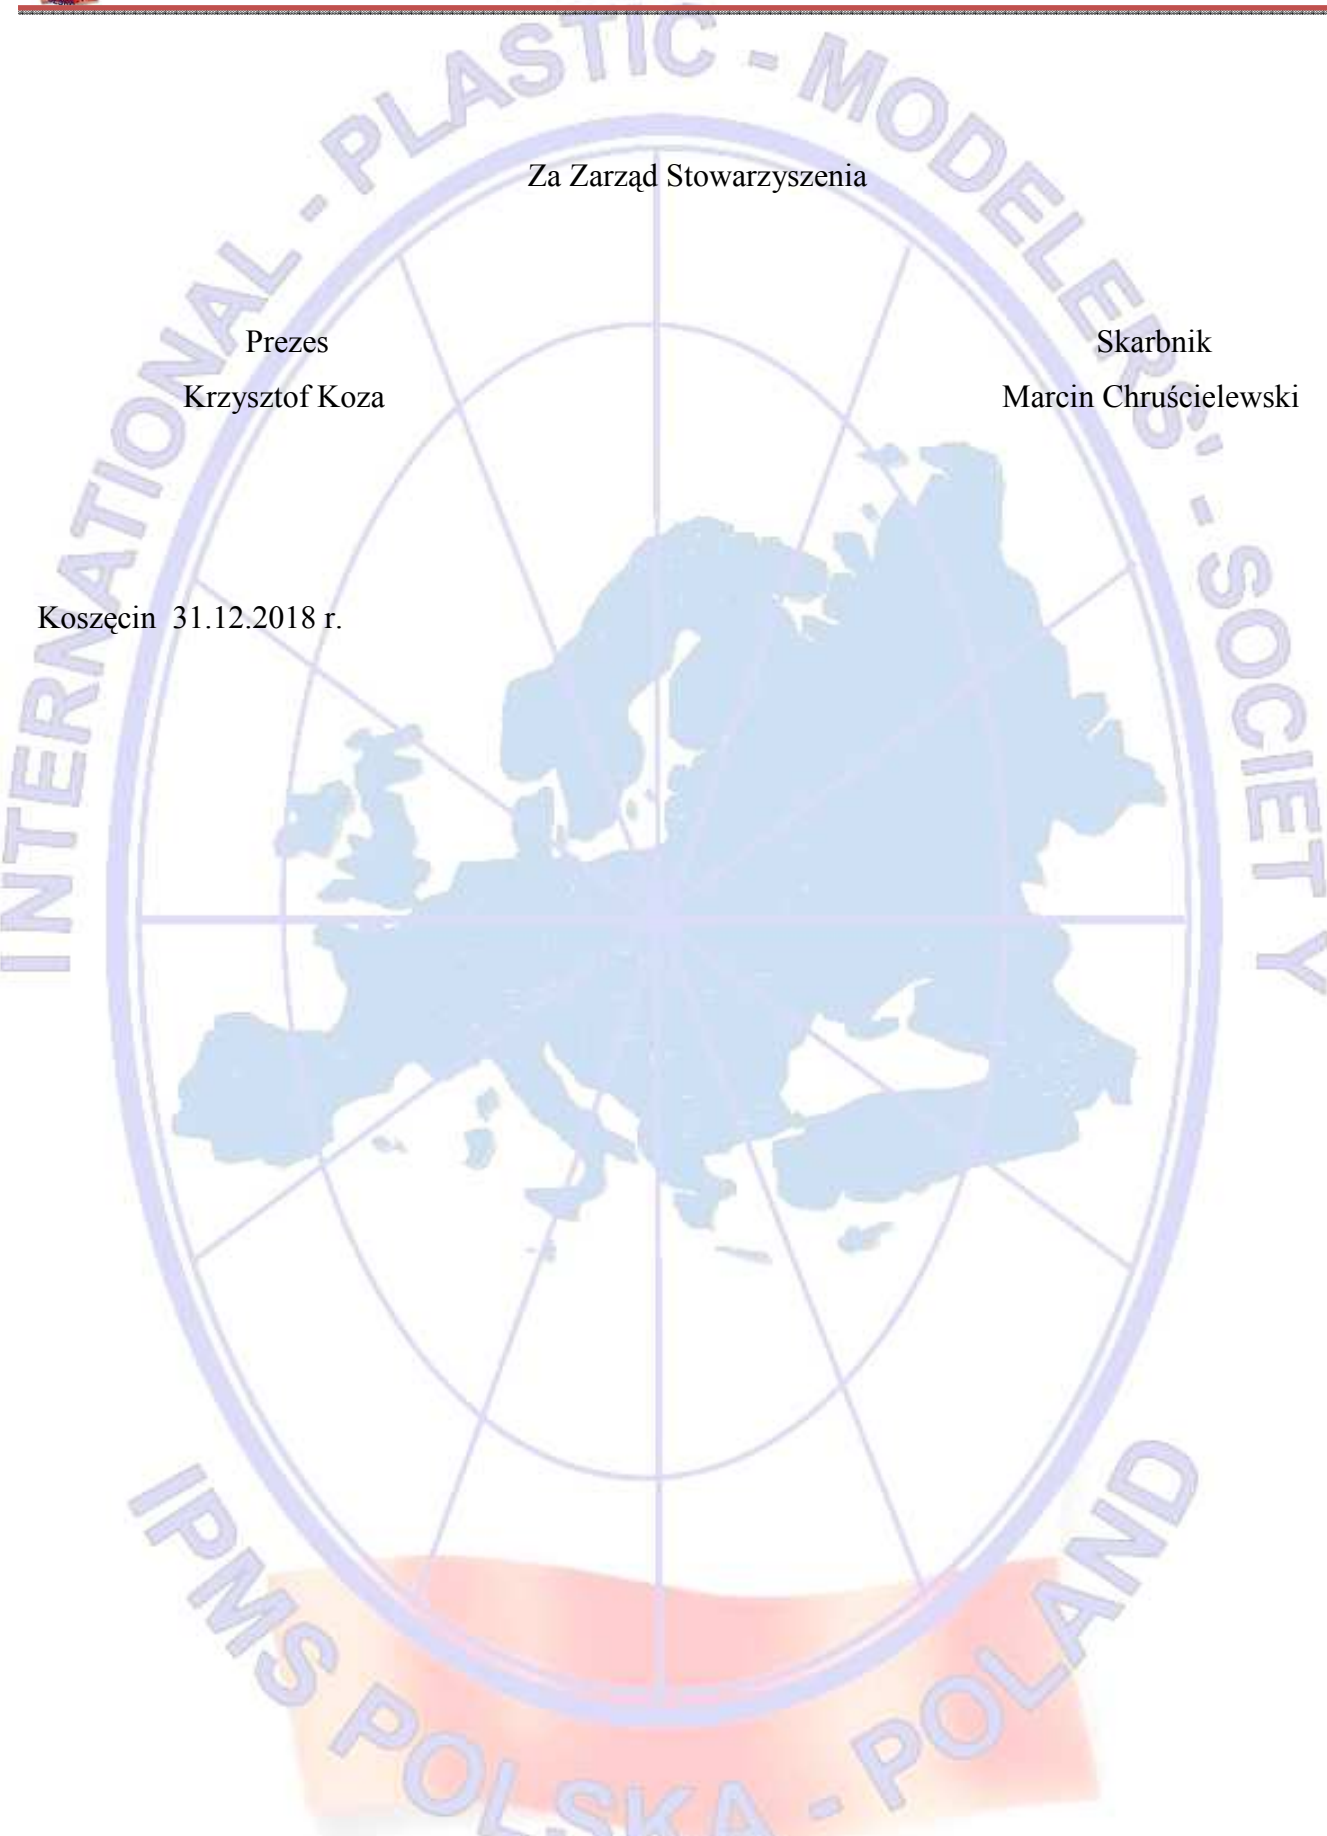 INTERNATIONAL - PLASTIC - MODELERS' - SOCIETY
Za Zarząd Stowarzyszenia
Prezes
Skarbnik
Krzysztof Koza
Marcin Chruścielewski
Koszęcin 31.12.2018 r.
IPMS POLSKA - POLAND